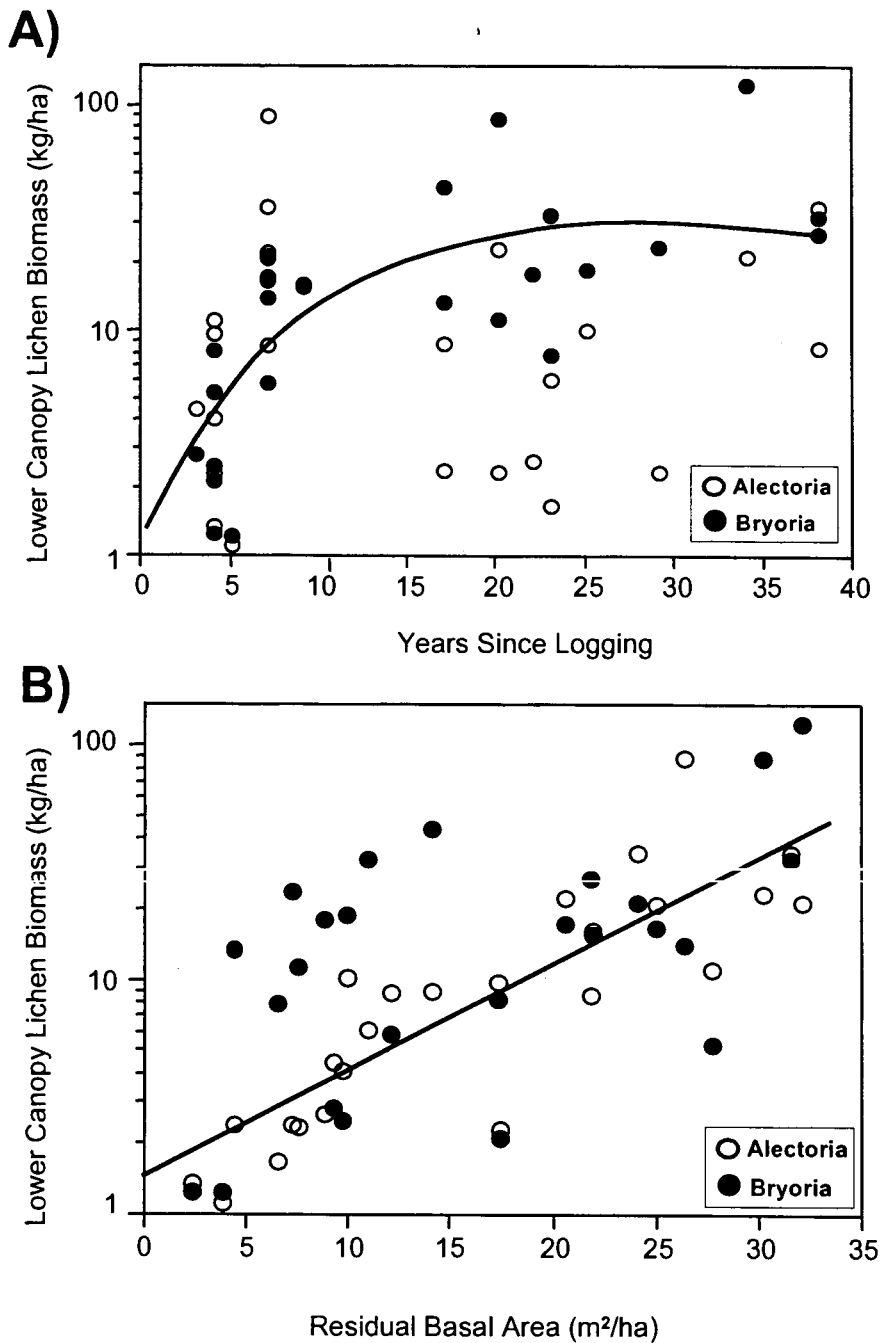 A)
Lower Canopy Lichen Biomass (kg/ha)
100
10
1
0 5 10 15 20 25 30 35 40
Years Since Logging
Alectoria
Bryoria
B)
Lower Canopy Lichen Biomass (kg/ha)
100
10
1
0 5 10 15 20 25 30 35
Residual Basal Area (m²/ha)
Alectoria
Bryoria